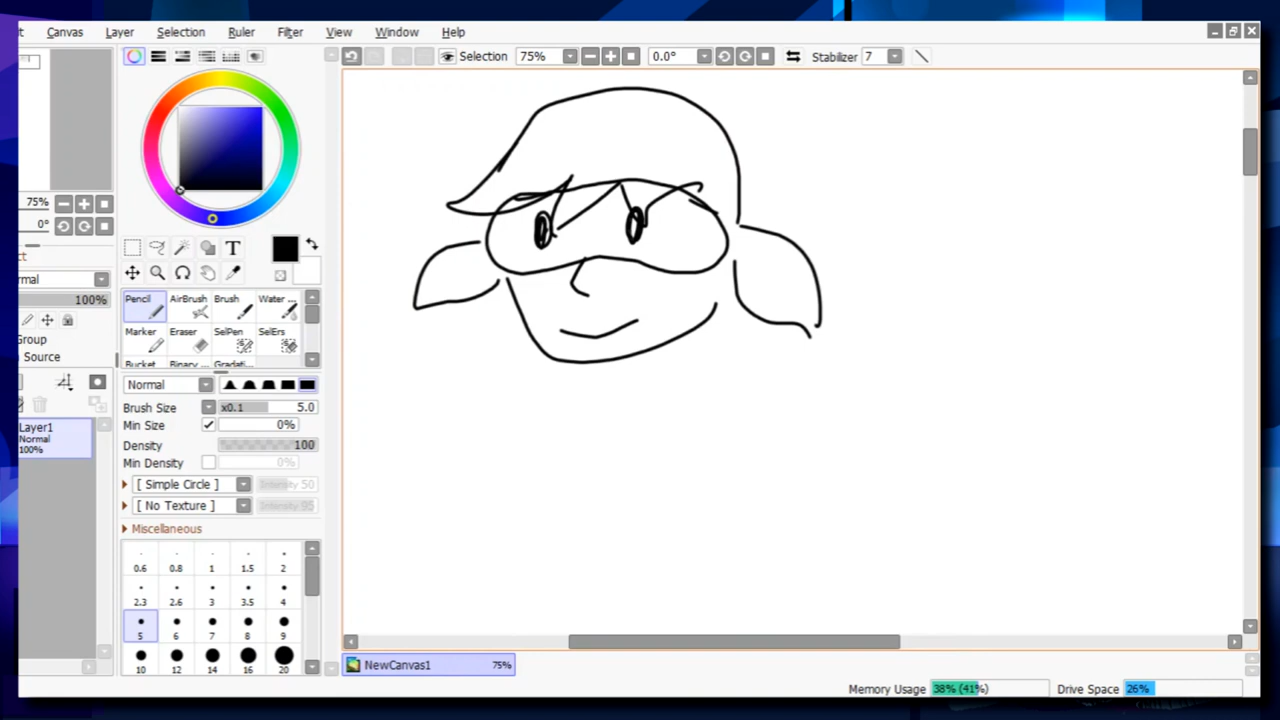 t Canvas Layer Selection Ruler Filter View Window Help
Selection 75% 0.0° Stabilizer 7
75%
0°
ct
rmal
100%
Group
Source
Layer1
Normal
100%
T
Pencil AirBrush Brush Water ...
Marker Eraser SelPen SelErs
Bucket Binary ... Gradati...
Normal
Brush Size x0.1 5.0
Min Size 0%
Density 100
Min Density 0%
[ Simple Circle ] Intensity 50
[ No Texture ] Intensity 95
Miscellaneous
0.6 0.8 1 1.5 2
2.3 2.6 3 3.5 4
5 6 7 8 9
10 12 14 16 20
NewCanvas1 75%
Memory Usage 38% (41%) Drive Space 26%